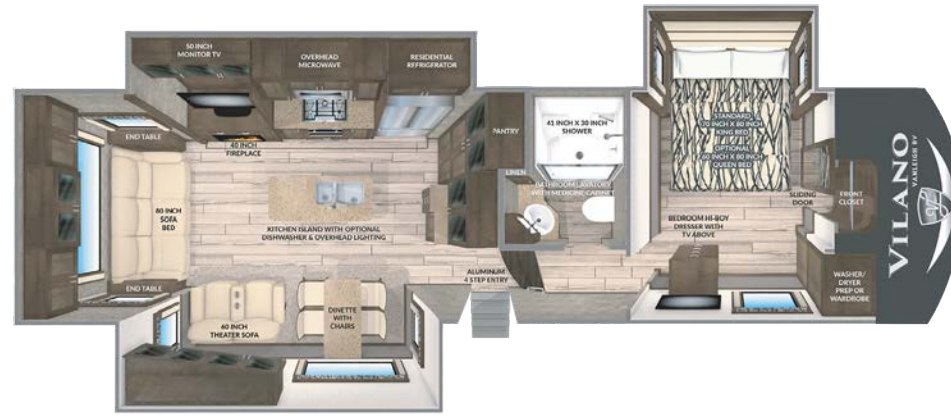 50 INCH
MONITOR TV
OVERHEAD
MICROWAVE
RESIDENTIAL
REFRIGERATOR
END TABLE
40 INCH
FIREPLACE
PANTRY
41 INCH X 30 INCH
SHOWER
STANDARD
70 INCH X 80 INCH
KING BED
OPTIONAL
60 INCH X 80 INCH
QUEEN BED
LINEN
BATHROOM LAVATORY
WITH MEDICINE CABINET
SLIDING
DOOR
FRONT
CLOSET
VILANO
VANLEIGH RV
80 INCH
SOFA
BED
KITCHEN ISLAND WITH OPTIONAL
DISHWASHER & OVERHEAD LIGHTING
BEDROOM HI-BOY
DRESSER WITH
TV ABOVE
ALUMINUM
4 STEP ENTRY
WASHER/
DRYER
PREP OR
WARDROBE
END TABLE
60 INCH
THEATER SOFA
DINETTE
WITH
CHAIRS